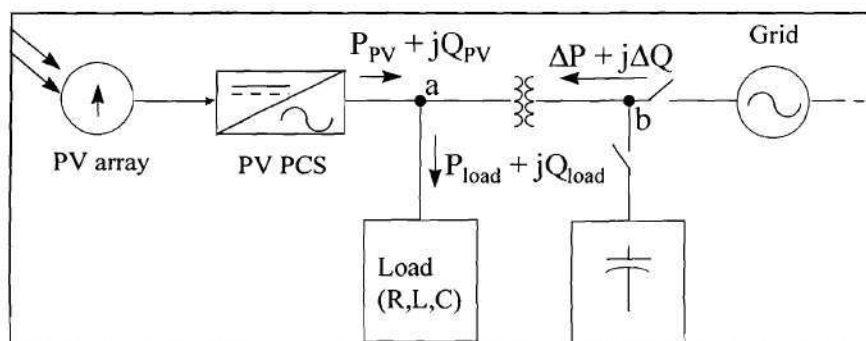 P_PV + jQ_PV
ΔP + jΔQ
Grid
a
b
PV array
PV PCS
P_load + jQ_load
Load
(R,L,C)